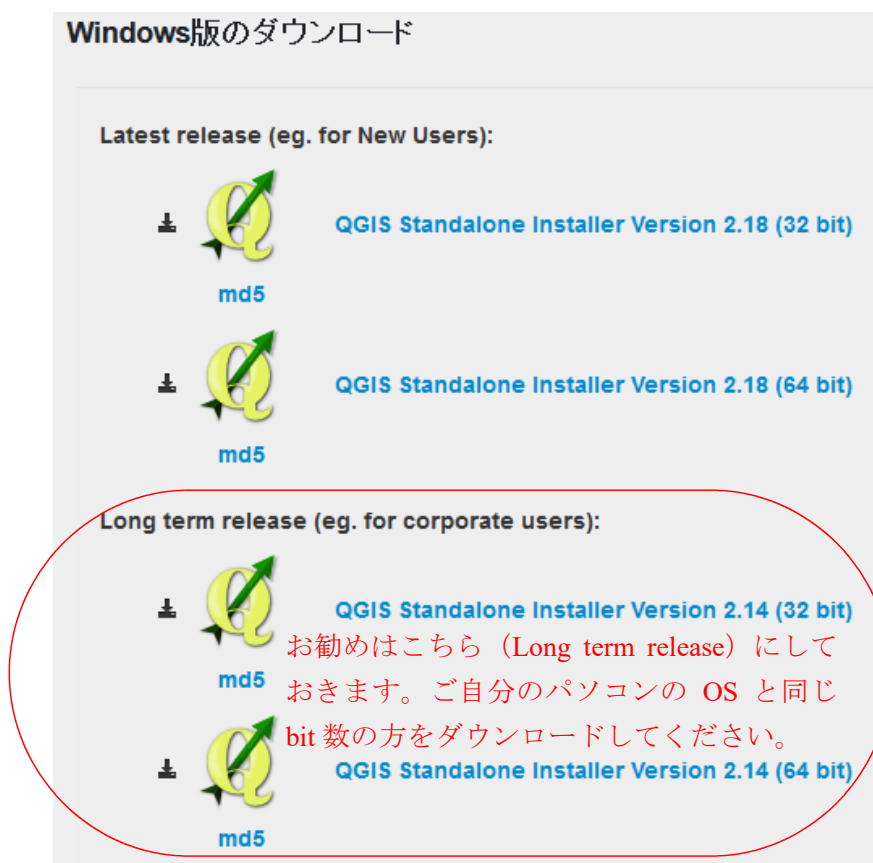 Windows版のダウンロード
Latest release (eg. for New Users):
QGIS Standalone Installer Version 2.18 (32 bit)
md5
QGIS Standalone Installer Version 2.18 (64 bit)
md5
Long term release (eg. for corporate users):
QGIS Standalone Installer Version 2.14 (32 bit)
お勧めはこちら（Long term release）にして
md5
おきます。ご自分のパソコンの OS と同じ
bit 数の方をダウンロードしてください。
QGIS Standalone Installer Version 2.14 (64 bit)
md5